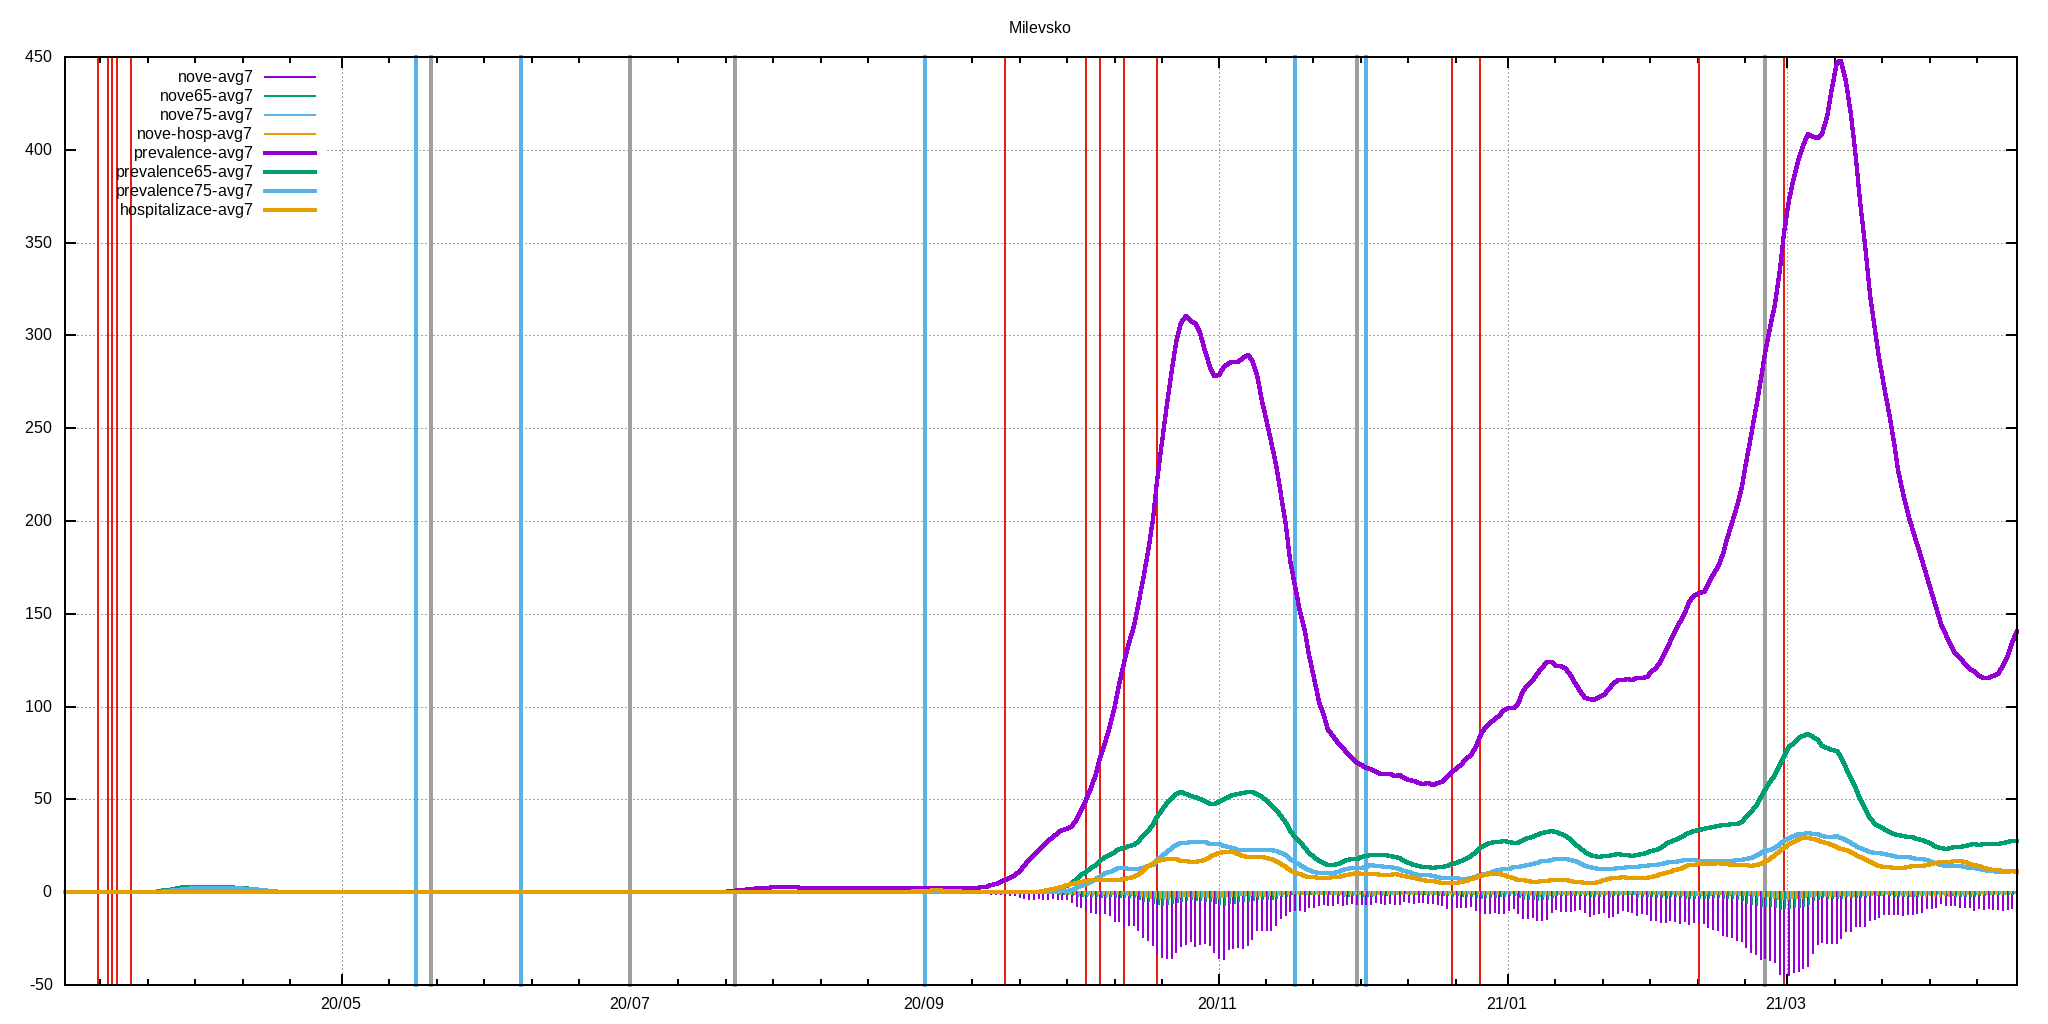 Milevsko
450
400
350
300
250
200
150
100
50
0
-50
nove-avg7
nove65-avg7
nove75-avg7
nove-hosp-avg7
prevalence-avg7
prevalence65-avg7
prevalence75-avg7
hospitalizace-avg7
20/05 20/07 20/09 20/11 21/01 21/03